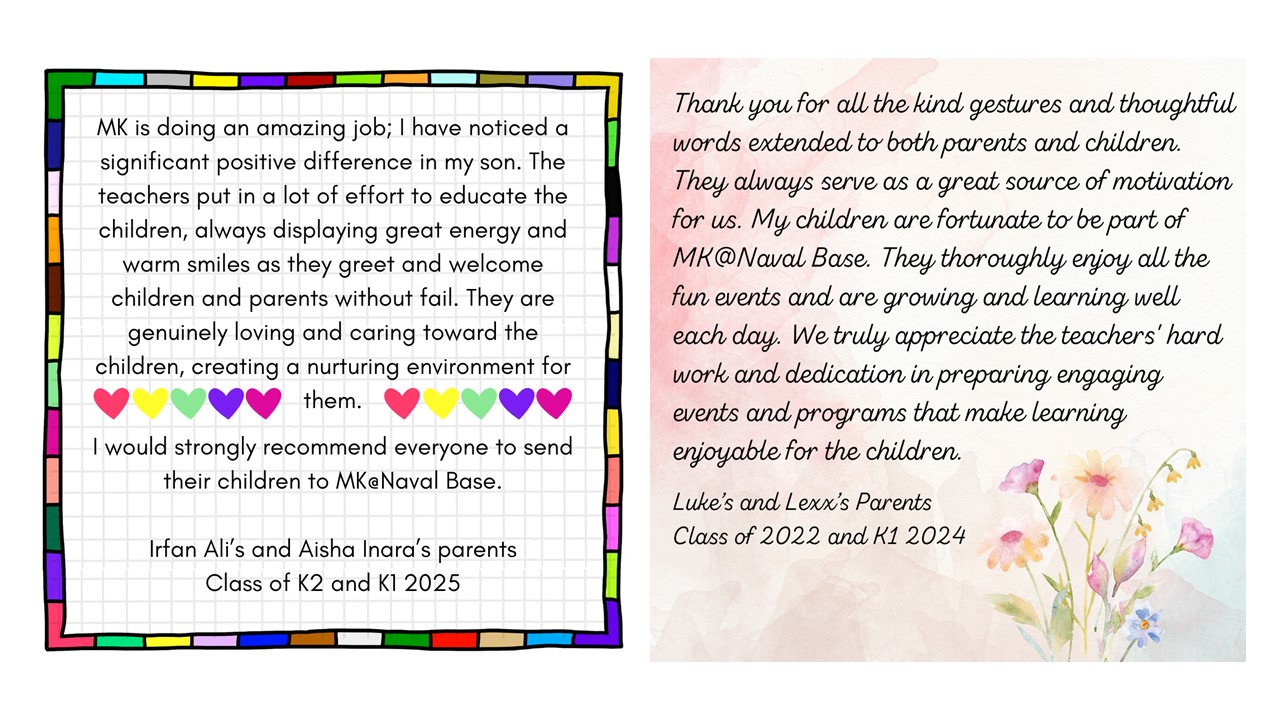 MK is doing an amazing job; I have noticed a
significant positive difference in my son. The
teachers put in a lot of effort to educate the
children, always displaying great energy and
warm smiles as they greet and welcome
children and parents without fail. They are
genuinely loving and caring toward the
children, creating a nurturing environment for
them.
I would strongly recommend everyone to send
their children to MK@Naval Base.
Irfan Ali’s and Aisha Inara’s parents
Class of K2 and K1 2025
Thank you for all the kind gestures and thoughtful
words extended to both parents and children.
They always serve as a great source of motivation
for us. My children are fortunate to be part of
MK@Naval Base. They thoroughly enjoy all the
fun events and are growing and learning well
each day. We truly appreciate the teachers' hard
work and dedication in preparing engaging
events and programs that make learning
enjoyable for the children.
Luke’s and Lexx’s Parents
Class of 2022 and K1 2024